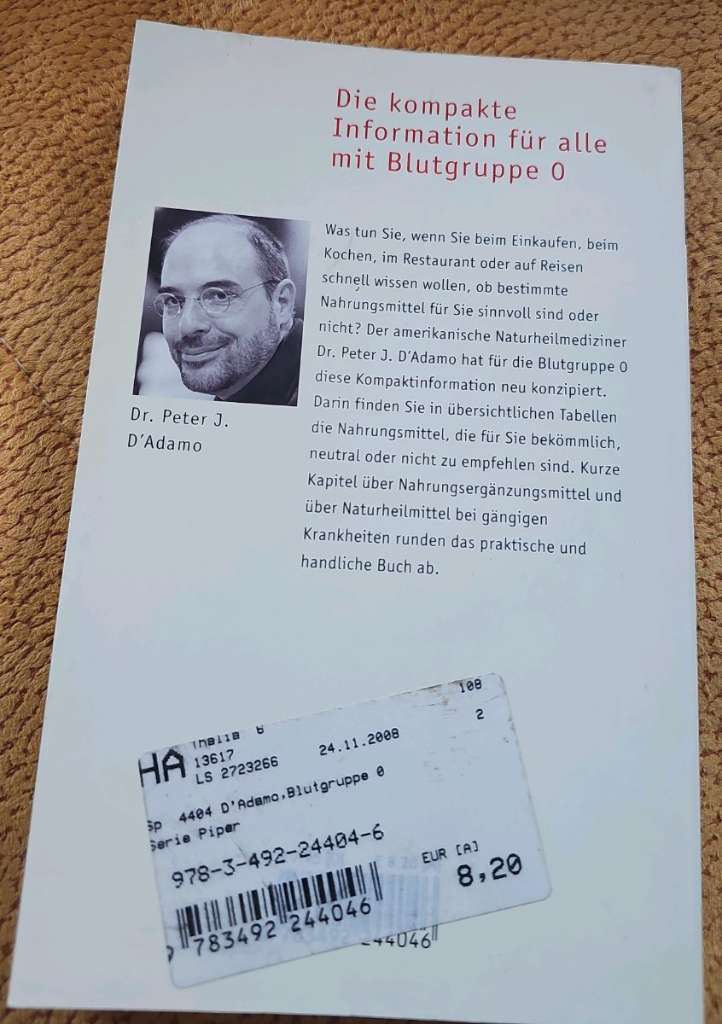 Die kompakte
Information für alle
mit Blutgruppe 0
Was tun Sie, wenn Sie beim Einkaufen, beim
Kochen, im Restaurant oder auf Reisen
schnell wissen wollen, ob bestimmte
Nahrungsmittel für Sie sinnvoll sind oder
nicht? Der amerikanische Naturheilmediziner
Dr. Peter J. D'Adamo hat für die Blutgruppe 0
diese Kompaktinformation neu konzipiert.
Darin finden Sie in übersichtlichen Tabellen
die Nahrungsmittel, die für Sie bekömmlich,
neutral oder nicht zu empfehlen sind. Kurze
Kapitel über Nahrungsergänzungsmittel und
über Naturheilmittel bei gängigen
Krankheiten runden das praktische und
handliche Buch ab.
Dr. Peter J.
D'Adamo
HA Thalia 6 108
13617 24.11.2008 2
LS 2723266
Sp 4404 D'Adamo,Blutgruppe 0
Serie Piper
978-3-492-24404-6
EUR [A]
8,20
9 783492 244046
244046